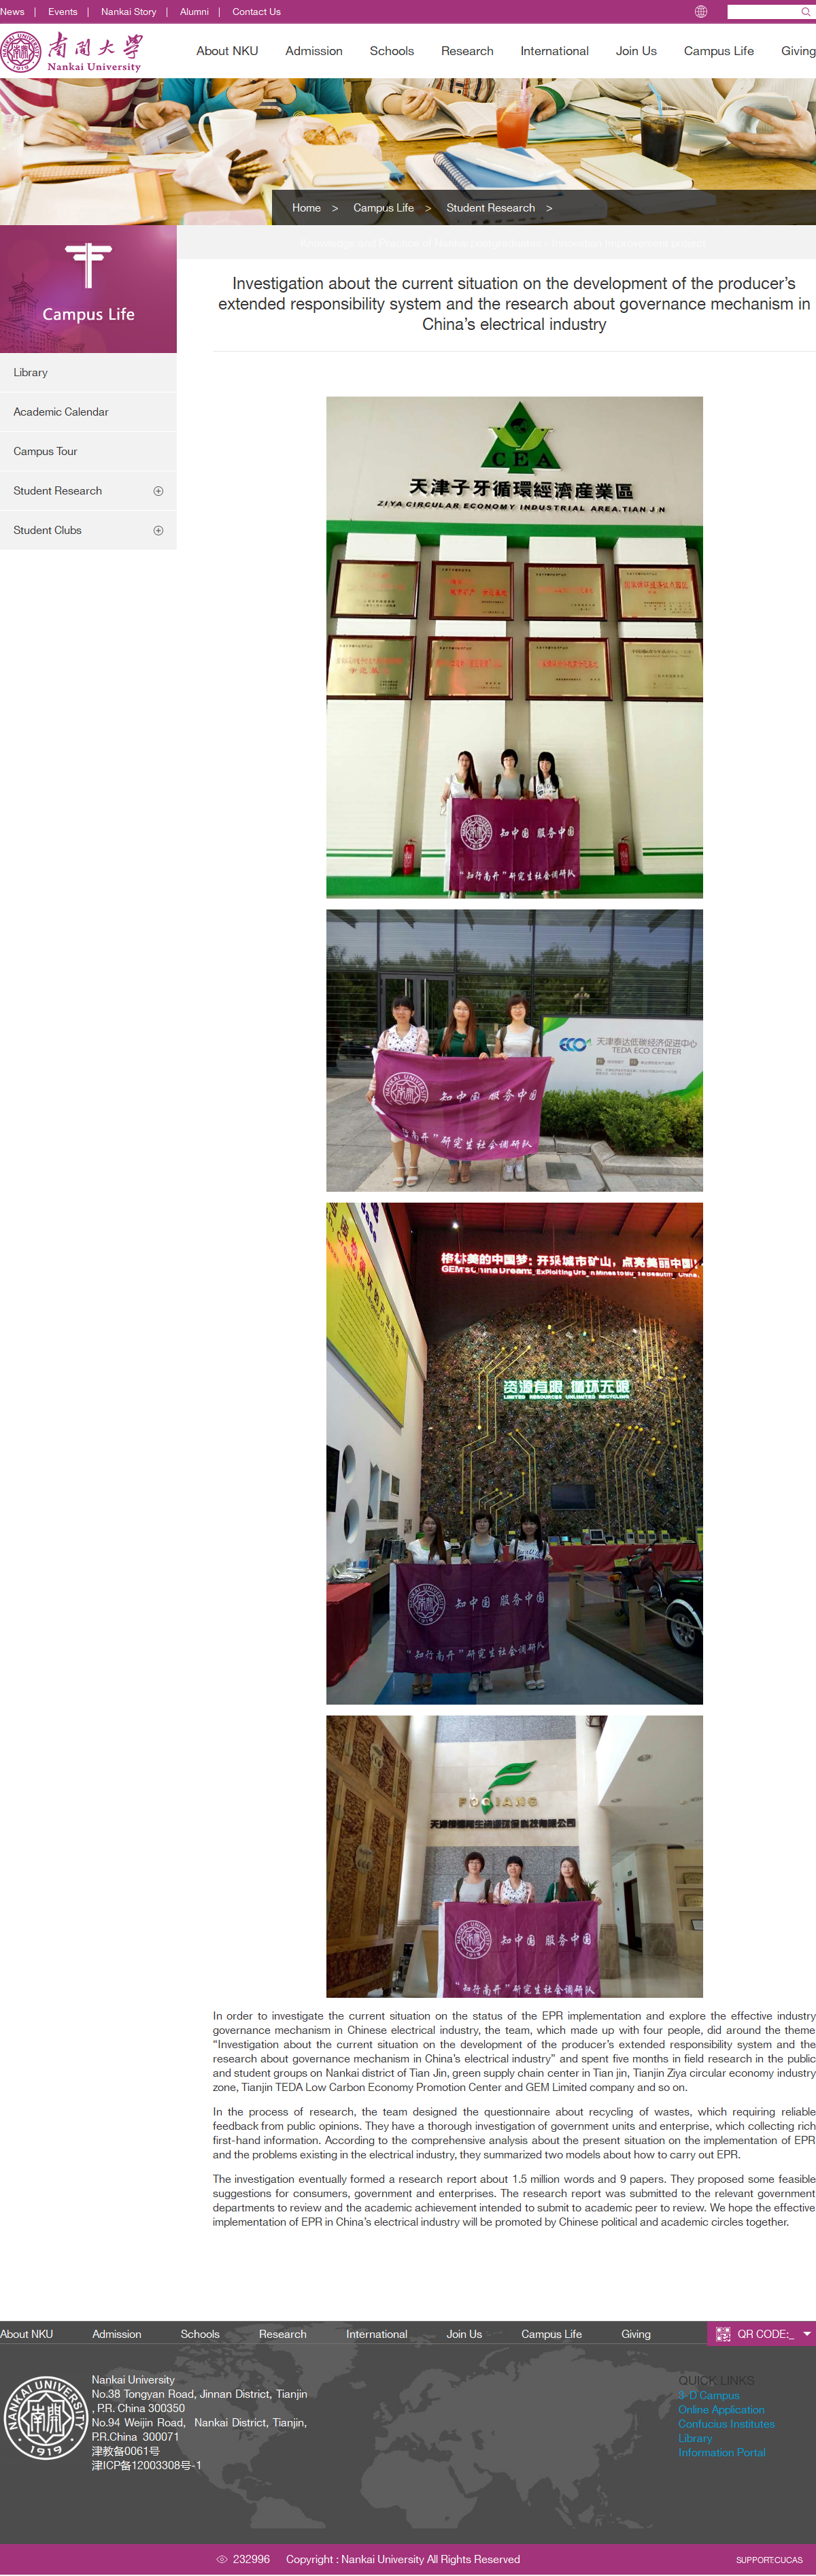 News | Events | Nankai Story | Alumni | Contact Us
南開大學
Nankai University
About NKU Admission Schools Research International Join Us Campus Life Giving
Home > Campus Life > Student Research >
Campus Life
Library
Academic Calendar
Campus Tour
Student Research
Student Clubs
Investigation about the current situation on the development of the producer’s
extended responsibility system and the research about governance mechanism in
China’s electrical industry
CEA
天津子牙循環經濟産業區
ZIYA CIRCULAR ECONOMY INDUSTRIAL AREA.TIAN JIN
知中国 服务中国
“知行南开”研究生社会调研队
ECO
天津泰达低碳经济促进中心
TEDA ECO CENTER
NANKAI UNIVERSITY
知中国 服务中国
“知行南开”研究生社会调研队
格林美的中国梦：开采城市矿山，点亮美丽中国
GEM'S China Dream: Exploiting Urban Mines to Build a Beautiful China.
资源有限 循环无限
LIMITED RESOURCES UNLIMITED RECYCLING
知中国 服务中国
“知行南开”研究生社会调研队
知中国 服务中国
“知行南开”研究生社会调研队
In order to investigate the current situation on the status of the EPR implementation and explore the effective industry
governance mechanism in Chinese electrical industry, the team, which made up with four people, did around the theme
“Investigation about the current situation on the development of the producer’s extended responsibility system and the
research about governance mechanism in China’s electrical industry” and spent five months in field research in the public
and student groups on Nankai district of Tian Jin, green supply chain center in Tian jin, Tianjin Ziya circular economy industry
zone, Tianjin TEDA Low Carbon Economy Promotion Center and GEM Limited company and so on.
In the process of research, the team designed the questionnaire about recycling of wastes, which requiring reliable
feedback from public opinions. They have a thorough investigation of government units and enterprise, which collecting rich
first-hand information. According to the comprehensive analysis about the present situation on the implementation of EPR
and the problems existing in the electrical industry, they summarized two models about how to carry out EPR.
The investigation eventually formed a research report about 1.5 million words and 9 papers. They proposed some feasible
suggestions for consumers, government and enterprises. The research report was submitted to the relevant government
departments to review and the academic achievement intended to submit to academic peer to review. We hope the effective
implementation of EPR in China’s electrical industry will be promoted by Chinese political and academic circles together.
About NKU Admission Schools Research International Join Us Campus Life Giving QR CODE:_
NANKAI UNIVERSITY
1919
Nankai University
No.38 Tongyan Road, Jinnan District, Tianjin
, P.R. China 300350
No.94 Weijin Road, Nankai District, Tianjin,
P.R.China 300071
津教备0061号
津ICP备12003308号-1
QUICK LINKS
3-D Campus
Online Application
Confucius Institutes
Library
Information Portal
232996 Copyright : Nankai University All Rights Reserved
SUPPORT:CUCAS